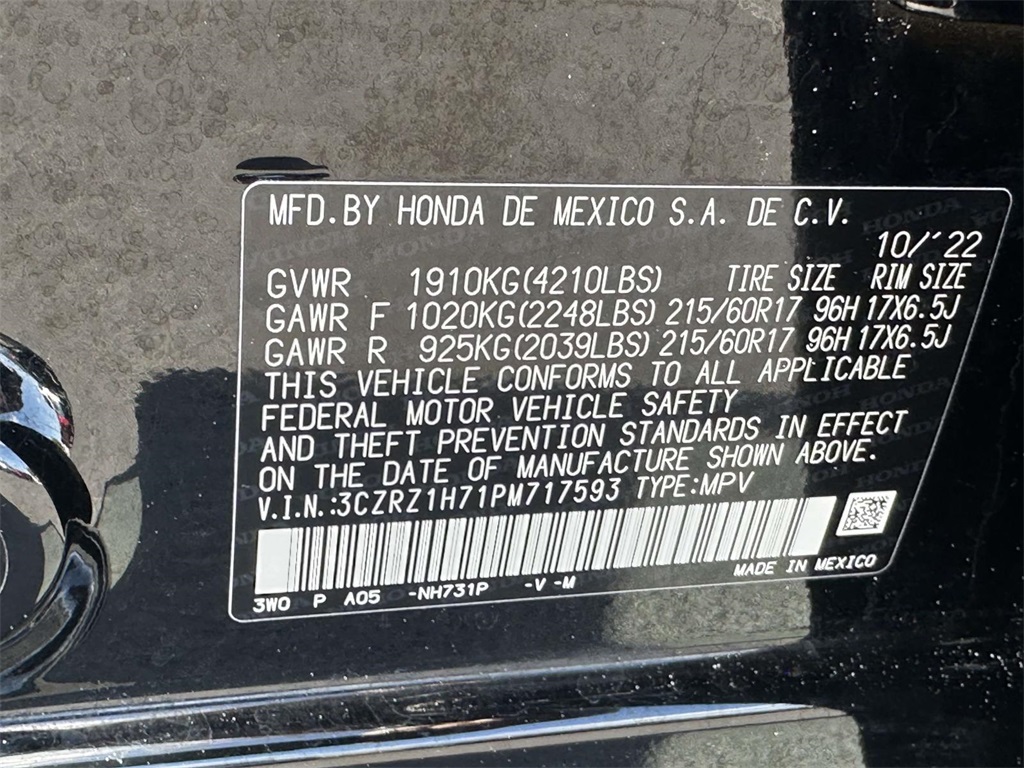 MFD. BY HONDA DE MEXICO S.A. DE C.V.
10/'22
GVWR 1910KG(4210LBS) TIRE SIZE RIM SIZE
GAWR F 1020KG(2248LBS) 215/60R17 96H 17X6.5J
GAWR R 925KG(2039LBS) 215/60R17 96H 17X6.5J
THIS VEHICLE CONFORMS TO ALL APPLICABLE
FEDERAL MOTOR VEHICLE SAFETY
AND THEFT PREVENTION STANDARDS IN EFFECT
ON THE DATE OF MANUFACTURE SHOWN ABOVE.
V.I.N.:3CZRZ1H71PM717593 TYPE:MPV
MADE IN MEXICO
3W0 P A05 -NH731P -V -M